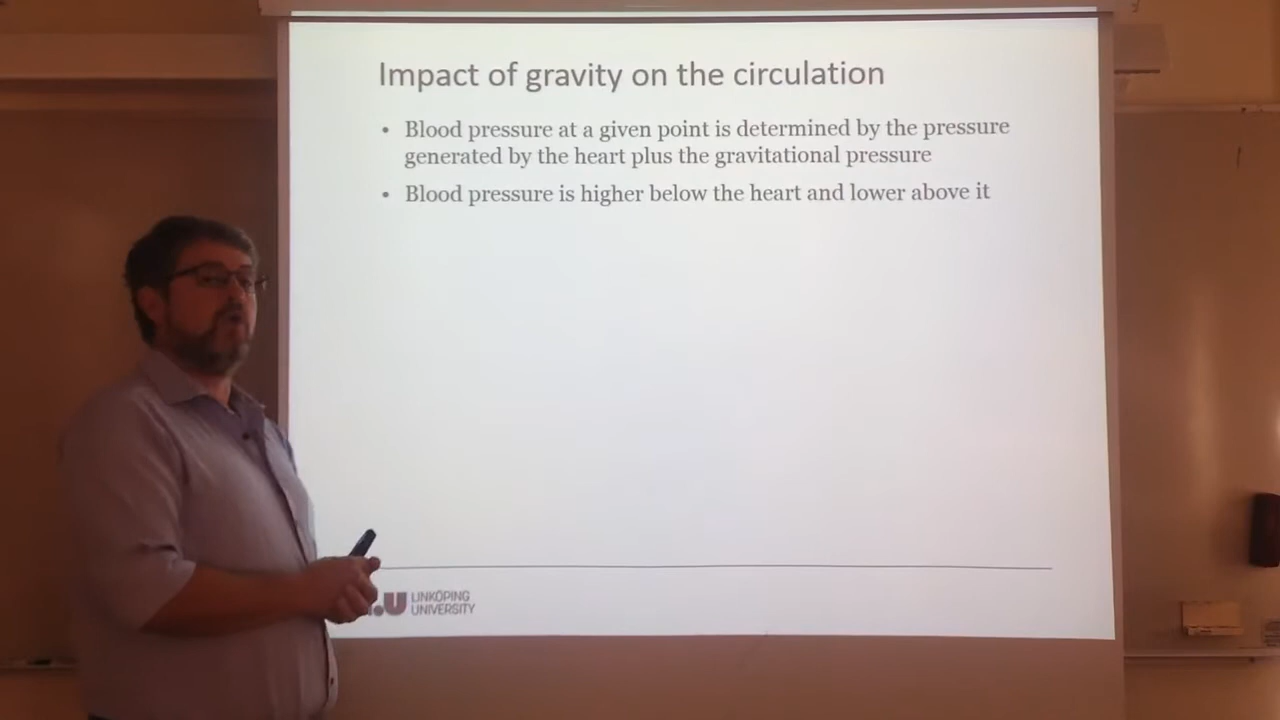 Impact of gravity on the circulation
• Blood pressure at a given point is determined by the pressure
generated by the heart plus the gravitational pressure
• Blood pressure is higher below the heart and lower above it
.U LINKÖPING
UNIVERSITY